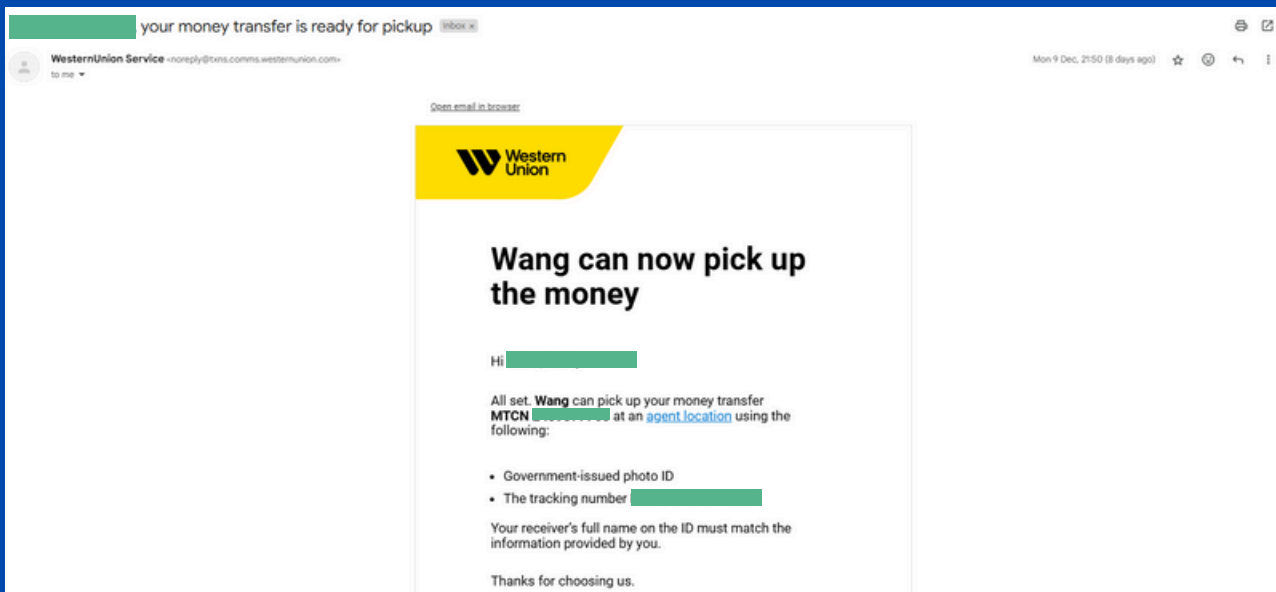 , your money transfer is ready for pickup Inbox x
WesternUnion Service <noreply@txns.comms.westernunion.com>
Mon 9 Dec, 21:50 (8 days ago)
to me
Open email in browser
Western
Union
Wang can now pick up
the money
Hi
All set. Wang can pick up your money transfer
MTCN at an agent location using the
following:
• Government-issued photo ID
• The tracking number
Your receiver's full name on the ID must match the
information provided by you.
Thanks for choosing us.